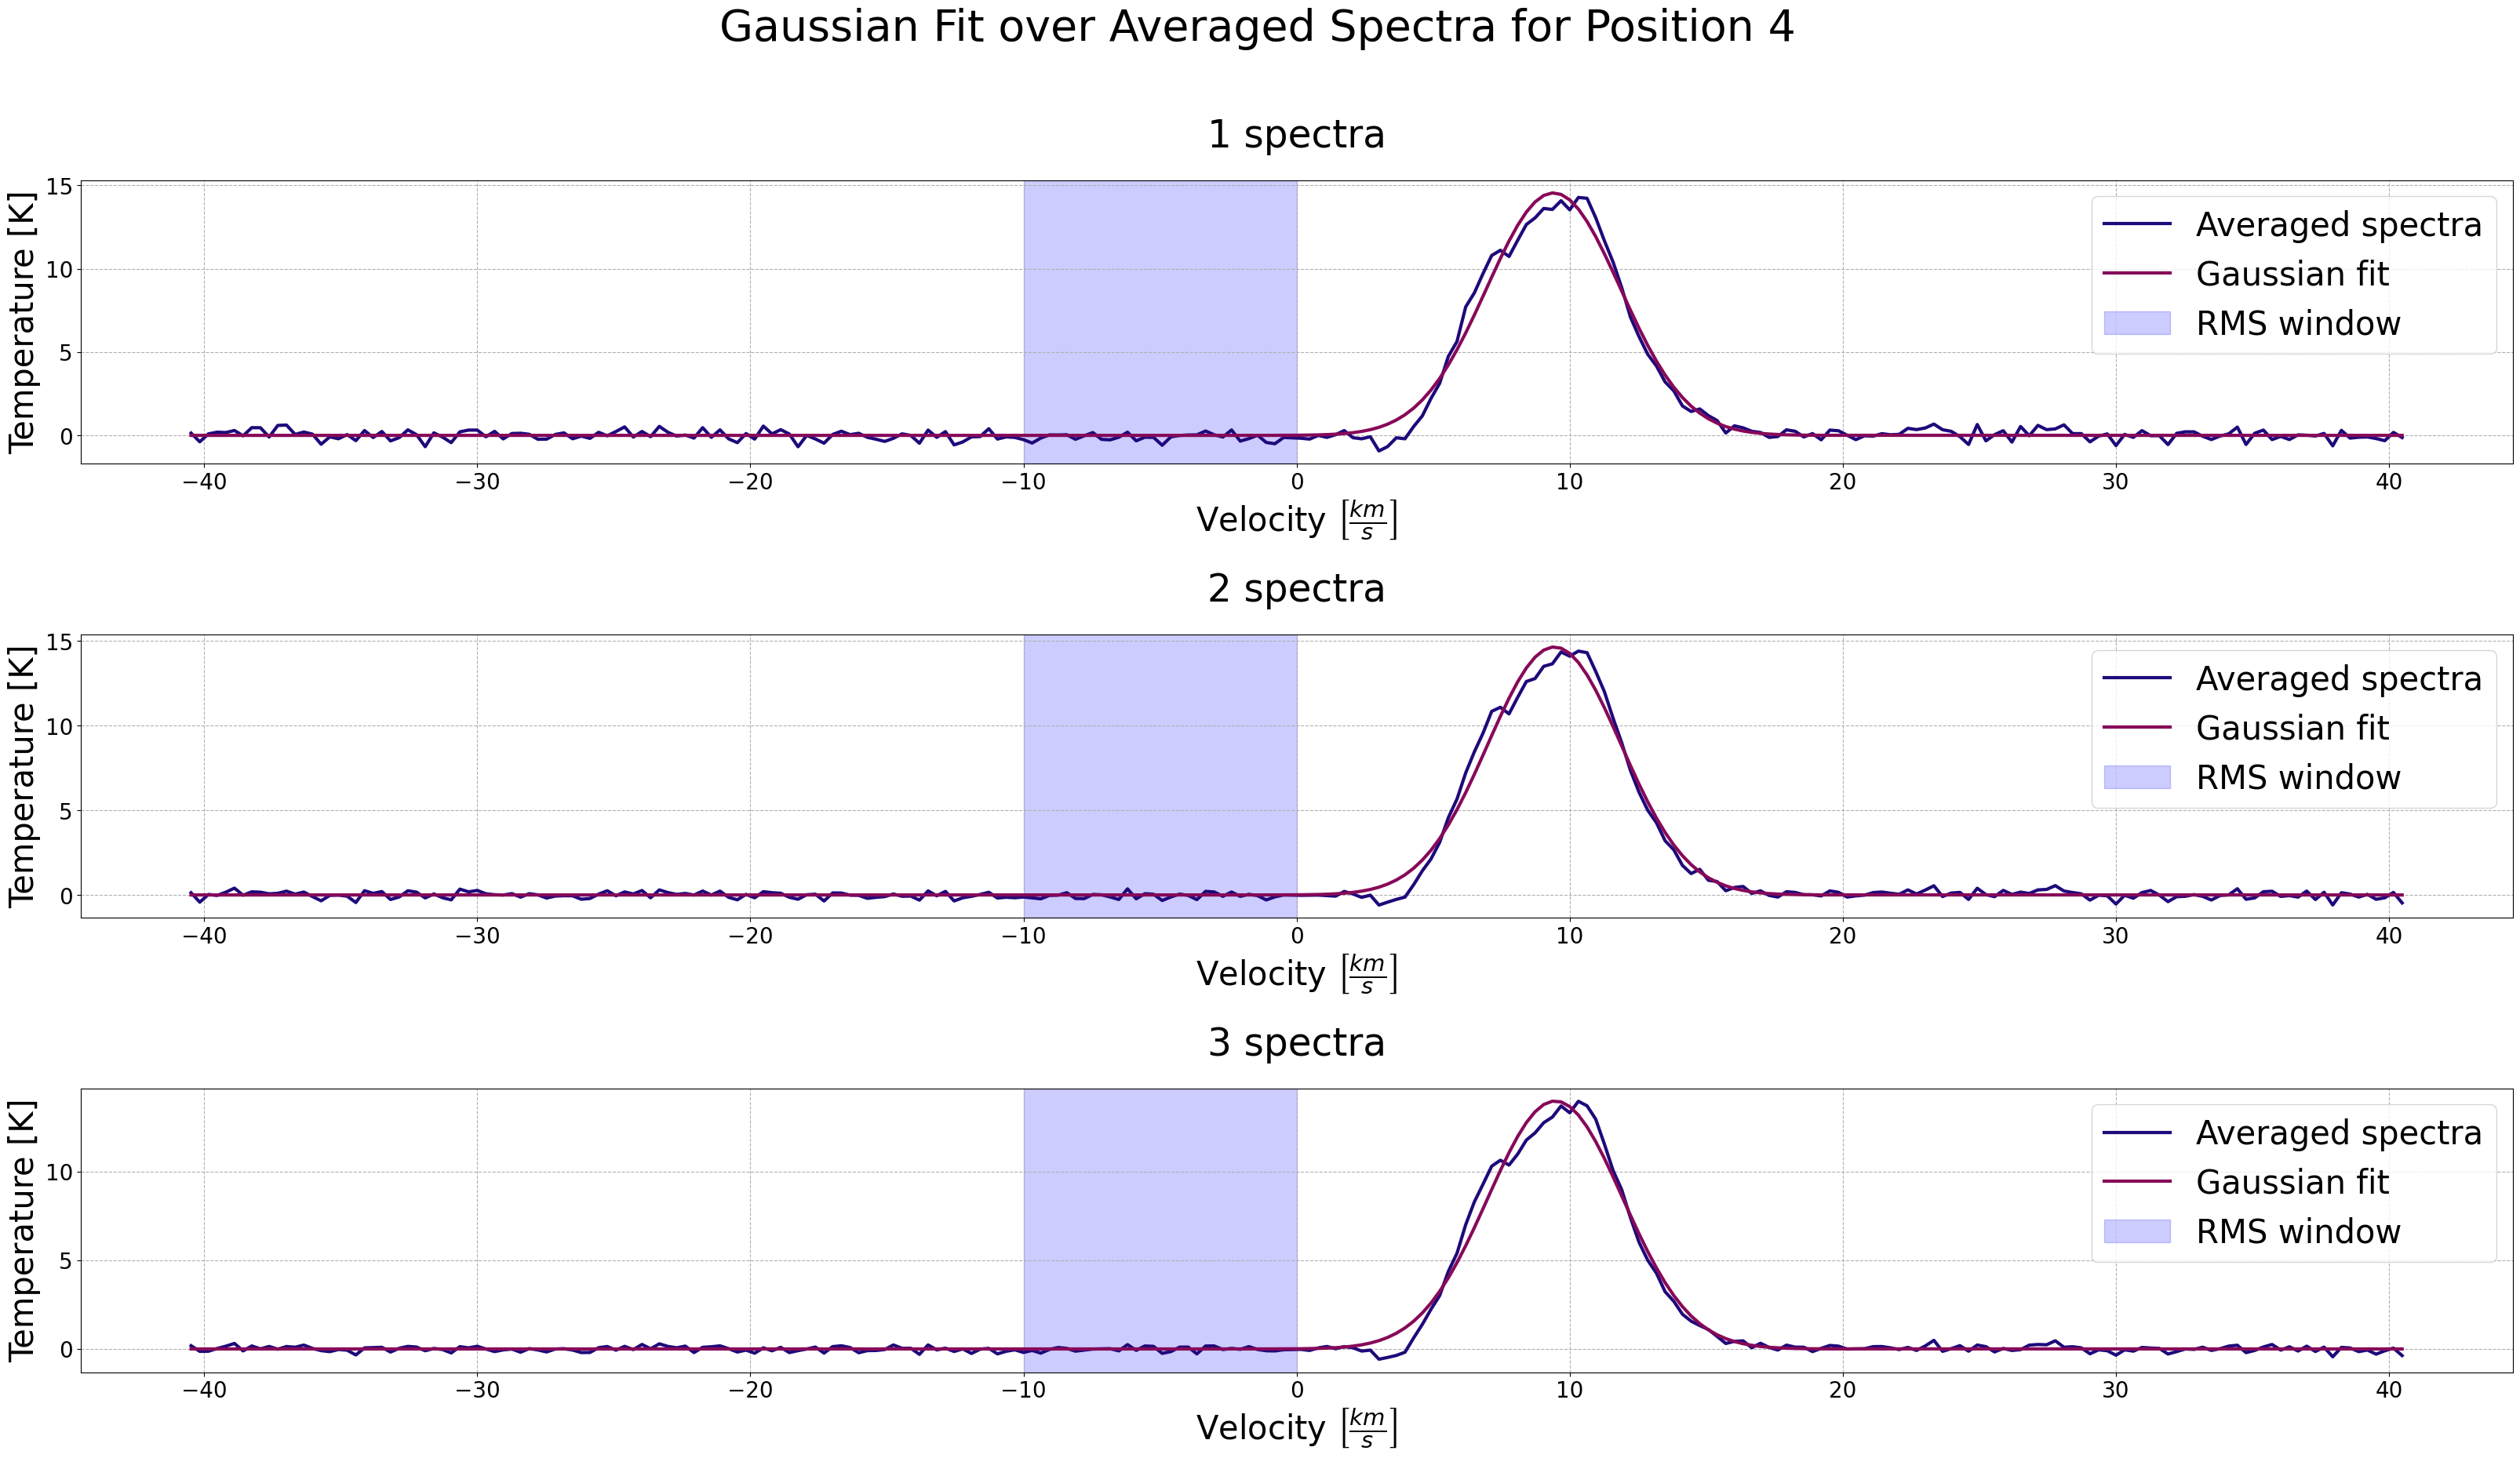 Gaussian Fit over Averaged Spectra for Position 4
1 spectra
Temperature [K]
15
10
5
0
Averaged spectra
Gaussian fit
RMS window
−40 −30 −20 −10 0 10 20 30 40
Velocity [km/s]
2 spectra
Temperature [K]
15
10
5
0
Averaged spectra
Gaussian fit
RMS window
−40 −30 −20 −10 0 10 20 30 40
Velocity [km/s]
3 spectra
Temperature [K]
10
5
0
Averaged spectra
Gaussian fit
RMS window
−40 −30 −20 −10 0 10 20 30 40
Velocity [km/s]